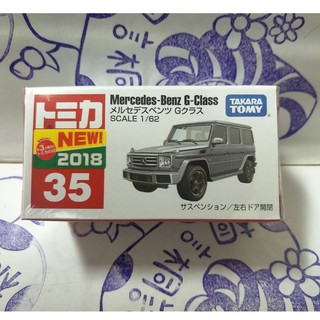 トミカ
NEW!
2018
35
Mercedes-Benz G-Class
メルセデスベンツ Gクラス
SCALE 1/62
TAKARA
TOMY
サスペンション／左右ドア開閉